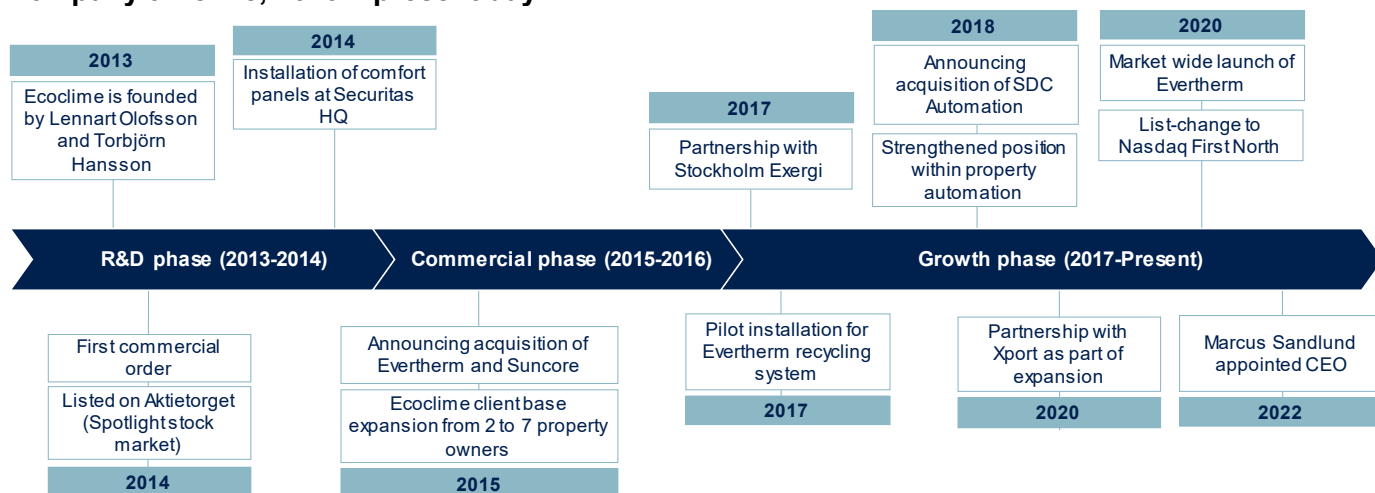 2013
Ecoclime is founded
by Lennart Olofsson
and Torbjörn
Hansson
2014
Installation of comfort
panels at Securitas
HQ
2017
Partnership with
Stockholm Exergi
2018
Announcing
acquisition of SDC
Automation
Strengthened position
within property
automation
2020
Market wide launch of
Evertherm
List-change to
Nasdaq First North
R&D phase (2013-2014)
Commercial phase (2015-2016)
Growth phase (2017-Present)
First commercial
order
Listed on Aktietorget
(Spotlight stock
market)
2014
Announcing acquisition of
Evertherm and Suncore
Ecoclime client base
expansion from 2 to 7 property
owners
2015
Pilot installation for
Evertherm recycling
system
2017
Partnership with
Xport as part of
expansion
2020
Marcus Sandlund
appointed CEO
2022